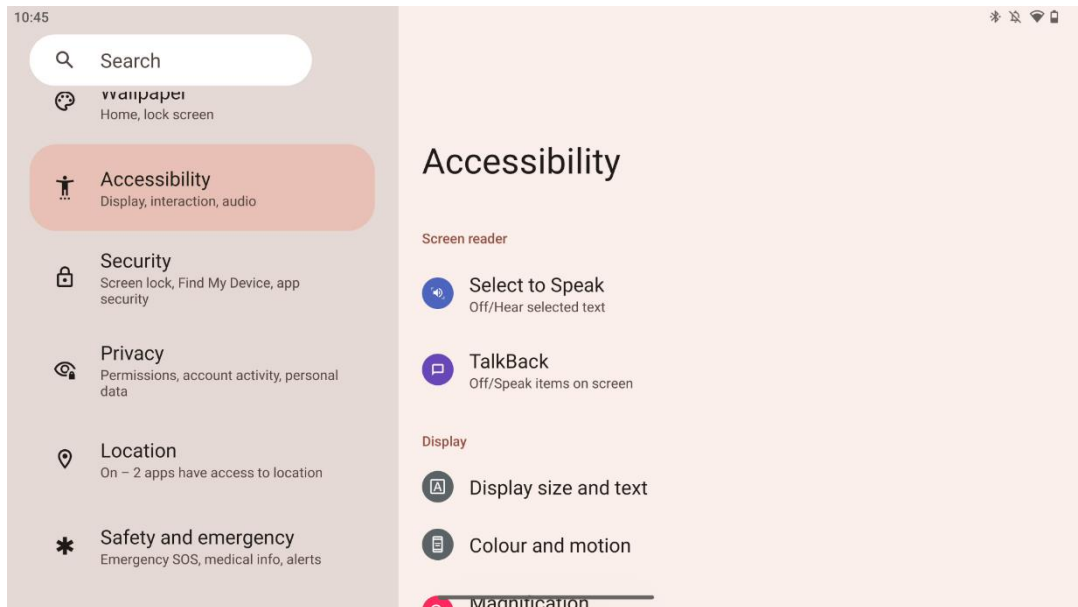 10:45
Search
Wallpaper
Home, lock screen
Accessibility
Display, interaction, audio
Security
Screen lock, Find My Device, app
security
Privacy
Permissions, account activity, personal
data
Location
On – 2 apps have access to location
Safety and emergency
Emergency SOS, medical info, alerts
Accessibility
Screen reader
Select to Speak
Off/Hear selected text
TalkBack
Off/Speak items on screen
Display
Display size and text
Colour and motion
Magnification